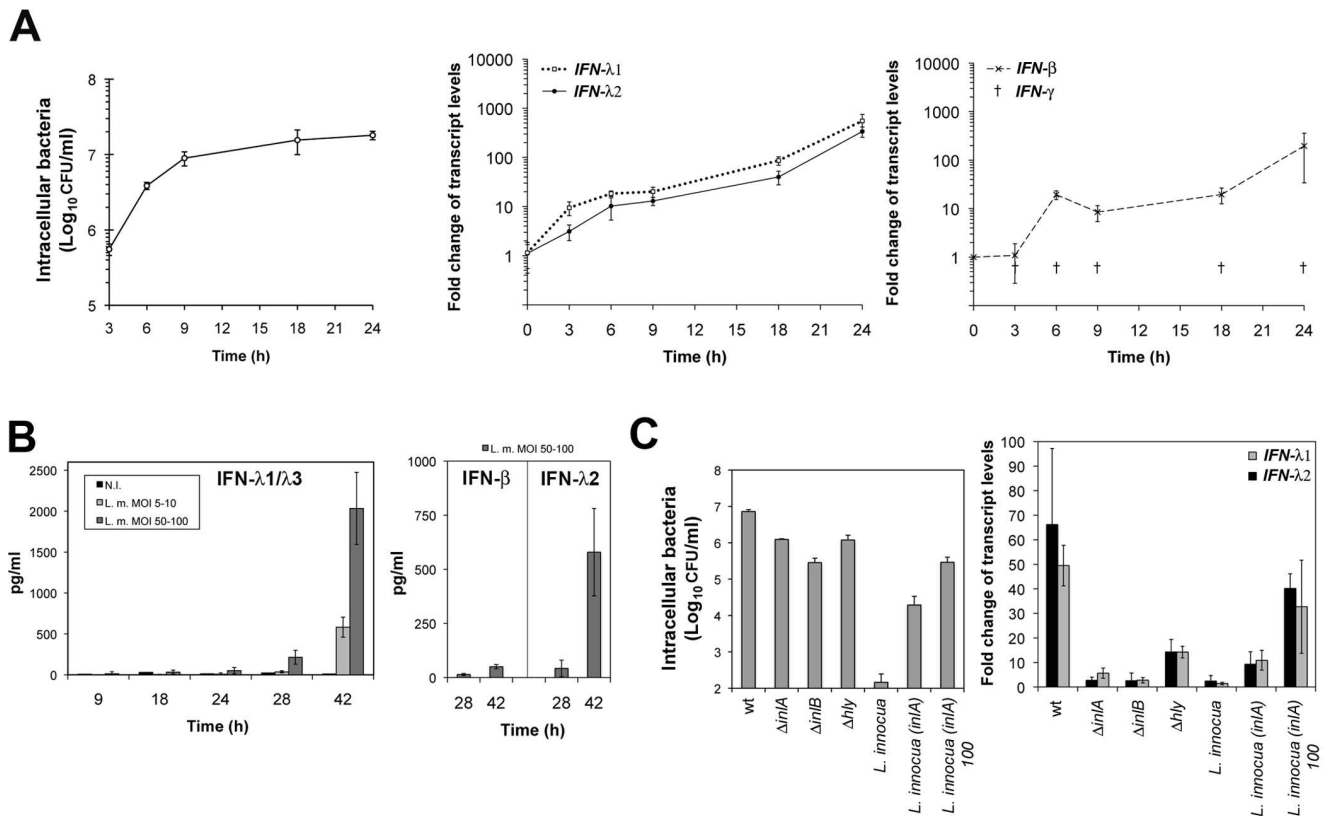 A
Intracellular bacteria
(Log10 CFU/ml)
8
7
6
5
3 6 9 12 15 18 21 24
Time (h)
Fold change of transcript levels
IFN-λ1
IFN-λ2
10000
1000
100
10
1
0 3 6 9 12 15 18 21 24
Time (h)
Fold change of transcript levels
IFN-β
† IFN-γ
10000
1000
100
10
1
† † † † †
0 3 6 9 12 15 18 21 24
Time (h)
B
pg/ml
2500
2000
1500
1000
500
0
IFN-λ1/λ3
N.I.
L. m. MOI 5-10
L. m. MOI 50-100
9 18 24 28 42
Time (h)
L. m. MOI 50-100
pg/ml
1000
750
500
250
0
IFN-β IFN-λ2
28 42 28 42
Time (h)
C
Intracellular bacteria
(Log10 CFU/ml)
8
7
6
5
4
3
2
wt
ΔinlA
ΔinlB
Δhly
L. innocua
L. innocua (inlA)
L. innocua (inlA)
100
Fold change of transcript levels
100
90
80
70
60
50
40
30
20
10
0
IFN-λ1
IFN-λ2
wt
ΔinlA
ΔinlB
Δhly
L. innocua
L. innocua (inlA)
L. innocua (inlA)
100